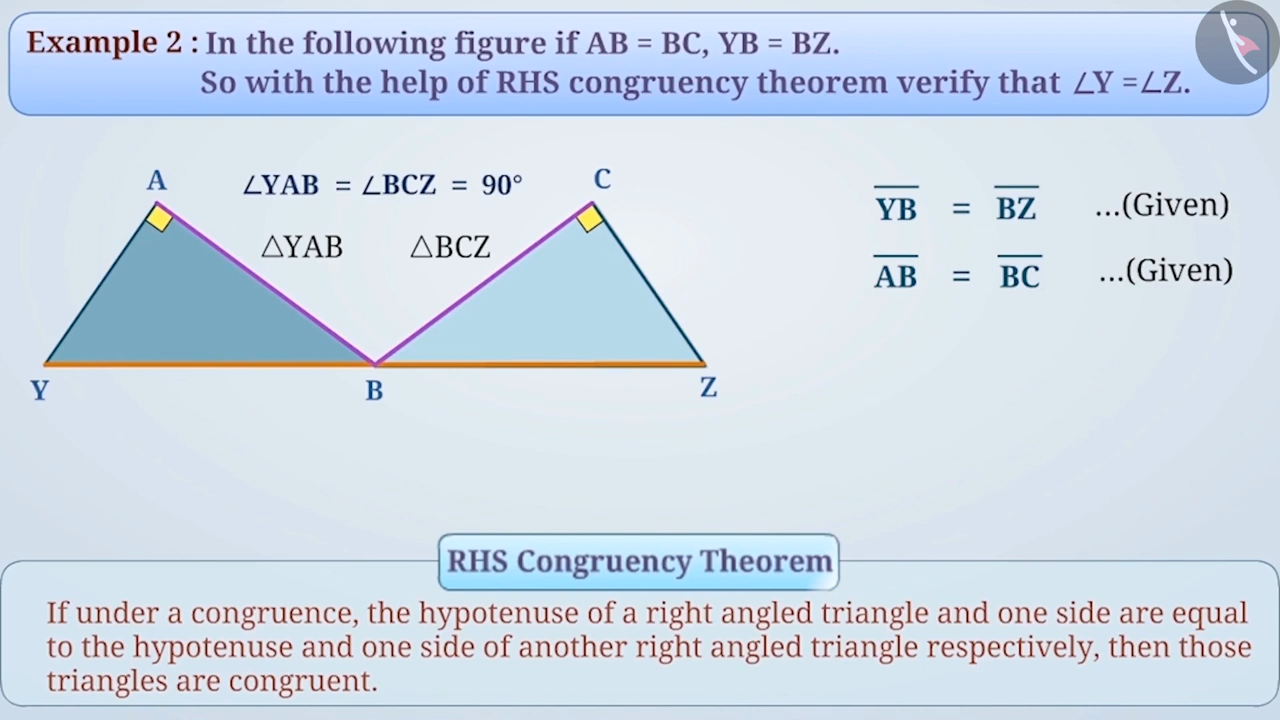 Example 2 : In the following figure if AB = BC, YB = BZ.
So with the help of RHS congruency theorem verify that ∠Y =∠Z.
A
∠YAB = ∠BCZ = 90°
C
△YAB △BCZ
Y
B
Z
YB = BZ ...(Given)
AB = BC ...(Given)
RHS Congruency Theorem
If under a congruence, the hypotenuse of a right angled triangle and one side are equal
to the hypotenuse and one side of another right angled triangle respectively, then those
triangles are congruent.